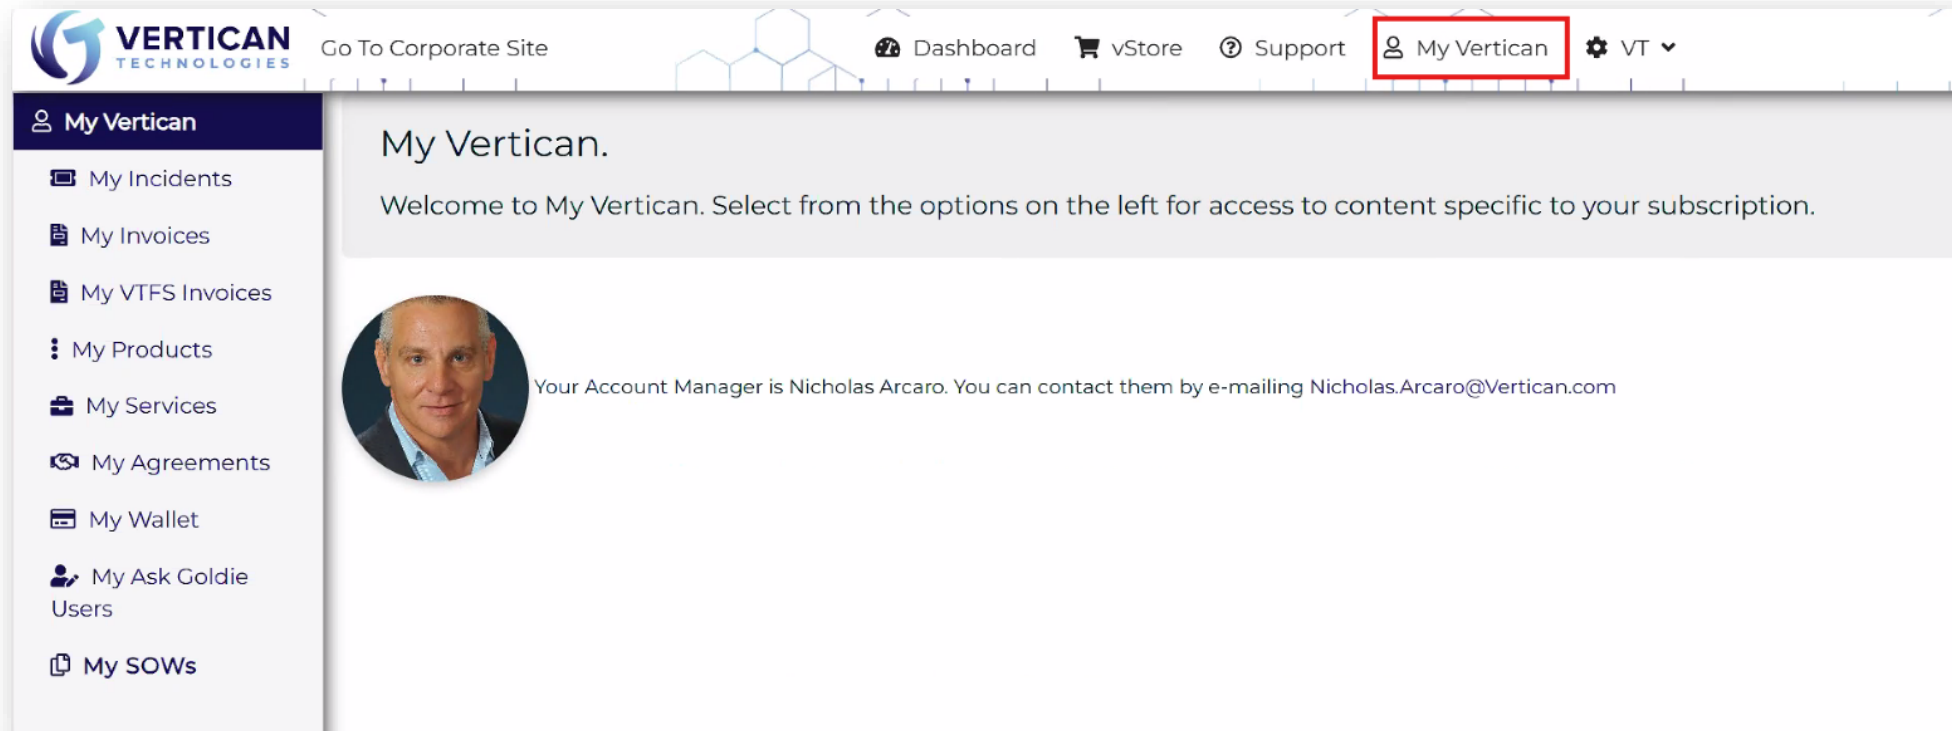 VERTICAN
TECHNOLOGIES
Go To Corporate Site
Dashboard
vStore
Support
My Vertican
VT
My Vertican
My Incidents
My Invoices
My VTFS Invoices
My Products
My Services
My Agreements
My Wallet
My Ask Goldie
Users
My SOWs
My Vertican.
Welcome to My Vertican. Select from the options on the left for access to content specific to your subscription.
Your Account Manager is Nicholas Arcaro. You can contact them by e-mailing Nicholas.Arcaro@Vertican.com